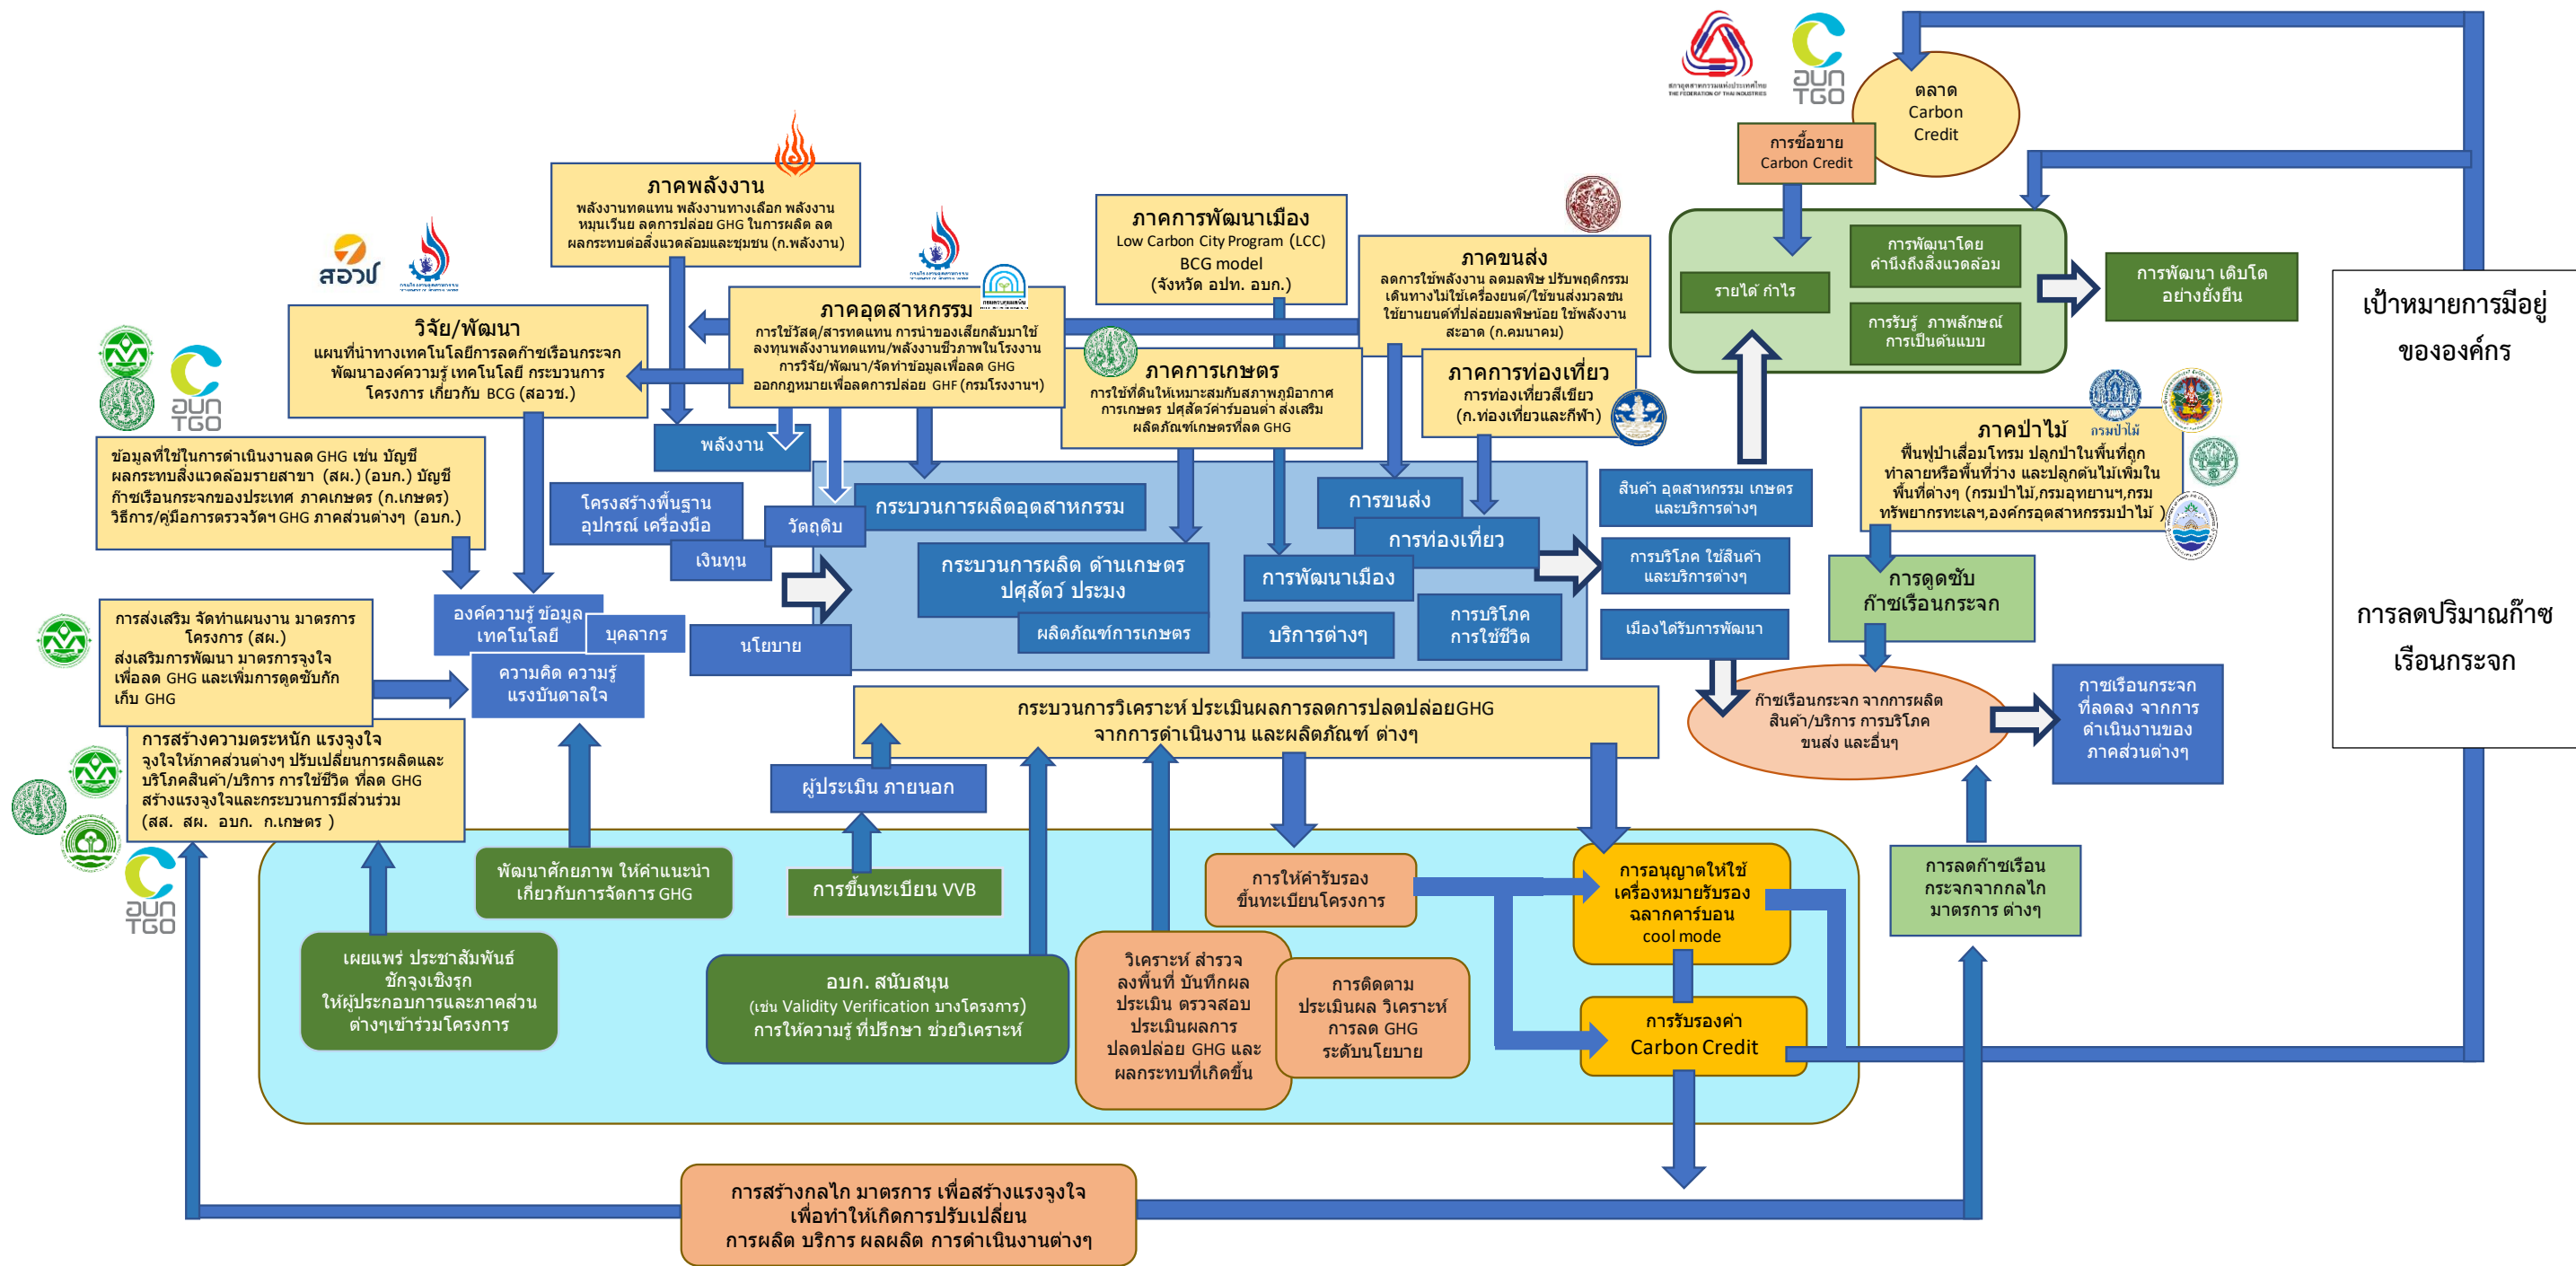 สภาอุตสาหกรรมแห่งประเทศไทย
THE FEDERATION OF THAI INDUSTRIES
อบก
TGO
ตลาด
Carbon
Credit
การซื้อขาย
Carbon Credit
ภาคพลังงาน
พลังงานทดแทน พลังงานทางเลือก พลังงาน
หมุนเวีนย ลดการปล่อย GHG ในการผลิต ลด
ผลกระทบต่อสิ่งแวดล้อมและชุมชน (ก.พลังงาน)
ภาคการพัฒนาเมือง
Low Carbon City Program (LCC)
BCG model
(จังหวัด อปท. อบก.)
ภาคขนส่ง
ลดการใช้พลังงาน ลดมลพิษ ปรับพฤติกรรม
เดินทางไม่ใช้เครื่องยนต์/ใช้ขนส่งมวลชน
ใช้ยานยนต์ที่ปล่อยมลพิษน้อย ใช้พลังงาน
สะอาด (ก.คมนาคม)
สอวช
วิจัย/พัฒนา
แผนที่นำทางเทคโนโลยีการลดก๊าซเรือนกระจก
พัฒนาองค์ความรู้ เทคโนโลยี กระบวนการ
โครงการ เกี่ยวกับ BCG (สอวช.)
ภาคอุตสาหกรรม
การใช้วัสดุ/สารทดแทน การนำของเสียกลับมาใช้
ลงทุนพลังงานทดแทน/พลังงานชีวภาพในโรงงาน
การวิจัย/พัฒนา/จัดทำข้อมูลเพื่อลด GHG
ออกกฎหมายเพื่อลดการปล่อย GHF (กรมโรงงานฯ)
ภาคการเกษตร
การใช้ที่ดินให้เหมาะสมกับสภาพภูมิอากาศ
การเกษตร ปศุสัตว์คาร์บอนต่ำ ส่งเสริม
ผลิตภัณฑ์เกษตรที่ลด GHG
ภาคการท่องเที่ยว
การท่องเที่ยวสีเขียว
(ก.ท่องเที่ยวและกีฬา)
รายได้ กำไร
การพัฒนาโดย
คำนึงถึงสิ่งแวดล้อม
การรับรู้ ภาพลักษณ์
การเป็นต้นแบบ
การพัฒนา เติบโต
อย่างยั่งยืน
เป้าหมายการมีอยู่
ขององค์กร
การลดปริมาณก๊าซ
เรือนกระจก
อบก
TGO
ข้อมูลที่ใช้ในการดำเนินงานลด GHG เช่น บัญชี
ผลกระทบสิ่งแวดล้อมรายสาขา (สผ.) (อบก.) บัญชี
ก๊าซเรือนกระจกของประเทศ ภาคเกษตร (ก.เกษตร)
วิธีการ/คู่มือการตรวจวัดฯ GHG ภาคส่วนต่างๆ (อบก.)
พลังงาน
โครงสร้างพื้นฐาน
อุปกรณ์ เครื่องมือ
วัตถุดิบ
เงินทุน
องค์ความรู้ ข้อมูล
เทคโนโลยี
บุคลากร
ความคิด ความรู้
แรงบันดาลใจ
นโยบาย
กระบวนการผลิตอุตสาหกรรม
กระบวนการผลิต ด้านเกษตร
ปศุสัตว์ ประมง
ผลิตภัณฑ์การเกษตร
การขนส่ง
การท่องเที่ยว
การพัฒนาเมือง
บริการต่างๆ
การบริโภค
การใช้ชีวิต
สินค้า อุตสาหกรรม เกษตร
และบริการต่างๆ
การบริโภค ใช้สินค้า
และบริการต่างๆ
เมืองได้รับการพัฒนา
ภาคป่าไม้
กรมป่าไม้
ฟื้นฟูป่าเสื่อมโทรม ปลูกป่าในพื้นที่ถูก
ทำลายหรือพื้นที่ว่าง และปลูกต้นไม้เพิ่มใน
พื้นที่ต่างๆ (กรมป่าไม้,กรมอุทยานฯ,กรม
ทรัพยากรทะเลฯ,องค์กรอุตสาหกรรมป่าไม้ )
การดูดซับ
ก๊าซเรือนกระจก
ก๊าซเรือนกระจก จากการผลิต
สินค้า/บริการ การบริโภค
ขนส่ง และอื่นๆ
กาซเรือนกระจก
ที่ลดลง จากการ
ดำเนินงานของ
ภาคส่วนต่างๆ
การส่งเสริม จัดทำแผนงาน มาตรการ
โครงการ (สผ.)
ส่งเสริมการพัฒนา มาตรการจูงใจ
เพื่อลด GHG และเพิ่มการดูดซับกัก
เก็บ GHG
การสร้างความตระหนัก แรงจูงใจ
จูงใจให้ภาคส่วนต่างๆ ปรับเปลี่ยนการผลิตและ
บริโภคสินค้า/บริการ การใช้ชีวิต ที่ลด GHG
สร้างแรงจูงใจและกระบวนการมีส่วนร่วม
(สส. สผ. อบก. ก.เกษตร )
อบก
TGO
กระบวนการวิเคราะห์ ประเมินผลการลดการปลดปล่อยGHG
จากการดำเนินงาน และผลิตภัณฑ์ ต่างๆ
ผู้ประเมิน ภายนอก
พัฒนาศักยภาพ ให้คำแนะนำ
เกี่ยวกับการจัดการ GHG
การขึ้นทะเบียน VVB
เผยแพร่ ประชาสัมพันธ์
ชักจูงเชิงรุก
ให้ผู้ประกอบการและภาคส่วน
ต่างๆเข้าร่วมโครงการ
อบก. สนับสนุน
(เช่น Validity Verification บางโครงการ)
การให้ความรู้ ที่ปรึกษา ช่วยวิเคราะห์
วิเคราะห์ สำรวจ
ลงพื้นที่ บันทึกผล
ประเมิน ตรวจสอบ
ประเมินผลการ
ปลดปล่อย GHG และ
ผลกระทบที่เกิดขึ้น
การให้คำรับรอง
ขึ้นทะเบียนโครงการ
การติดตาม
ประเมินผล วิเคราะห์
การลด GHG
ระดับนโยบาย
การอนุญาตให้ใช้
เครื่องหมายรับรอง
ฉลากคาร์บอน
cool mode
การรับรองค่า
Carbon Credit
การลดก๊าซเรือน
กระจกจากกลไก
มาตรการ ต่างๆ
การสร้างกลไก มาตรการ เพื่อสร้างแรงจูงใจ
เพื่อทำให้เกิดการปรับเปลี่ยน
การผลิต บริการ ผลผลิต การดำเนินงานต่างๆ